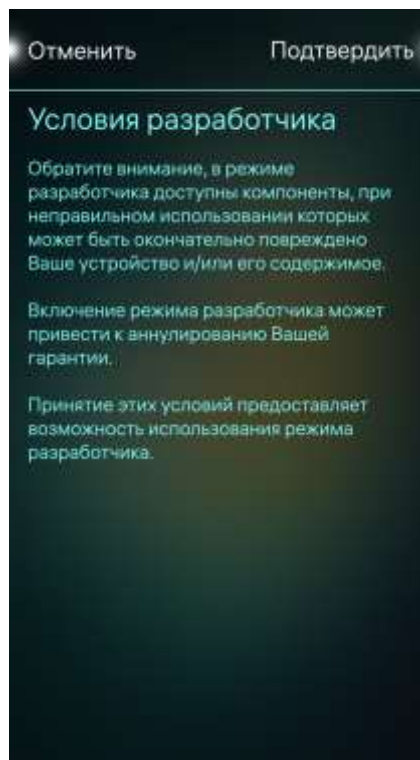 Отменить
Подтвердить
Условия разработчика
Обратите внимание, в режиме
разработчика доступны компоненты, при
неправильном использовании которых
может быть окончательно повреждено
Ваше устройство и/или его содержимое.
Включение режима разработчика может
привести к аннулированию Вашей
гарантии.
Принятие этих условий предоставляет
возможность использования режима
разработчика.